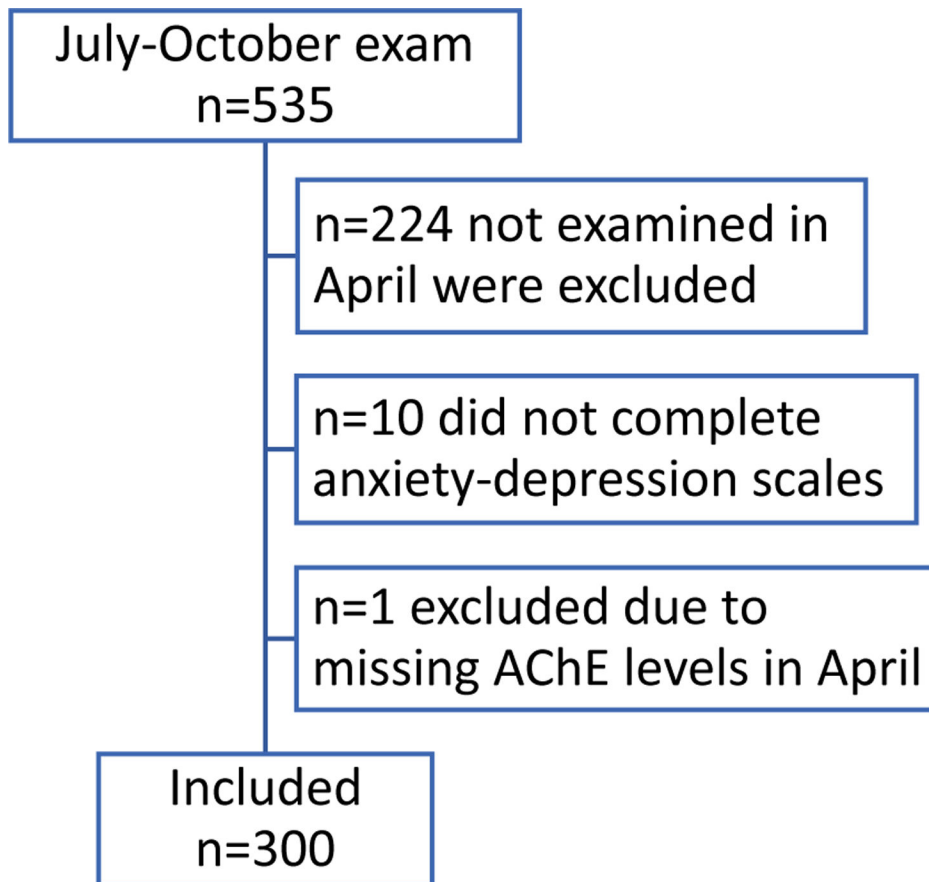 July-October exam
n=535
n=224 not examined in
April were excluded
n=10 did not complete
anxiety-depression scales
n=1 excluded due to
missing AChE levels in April
Included
n=300